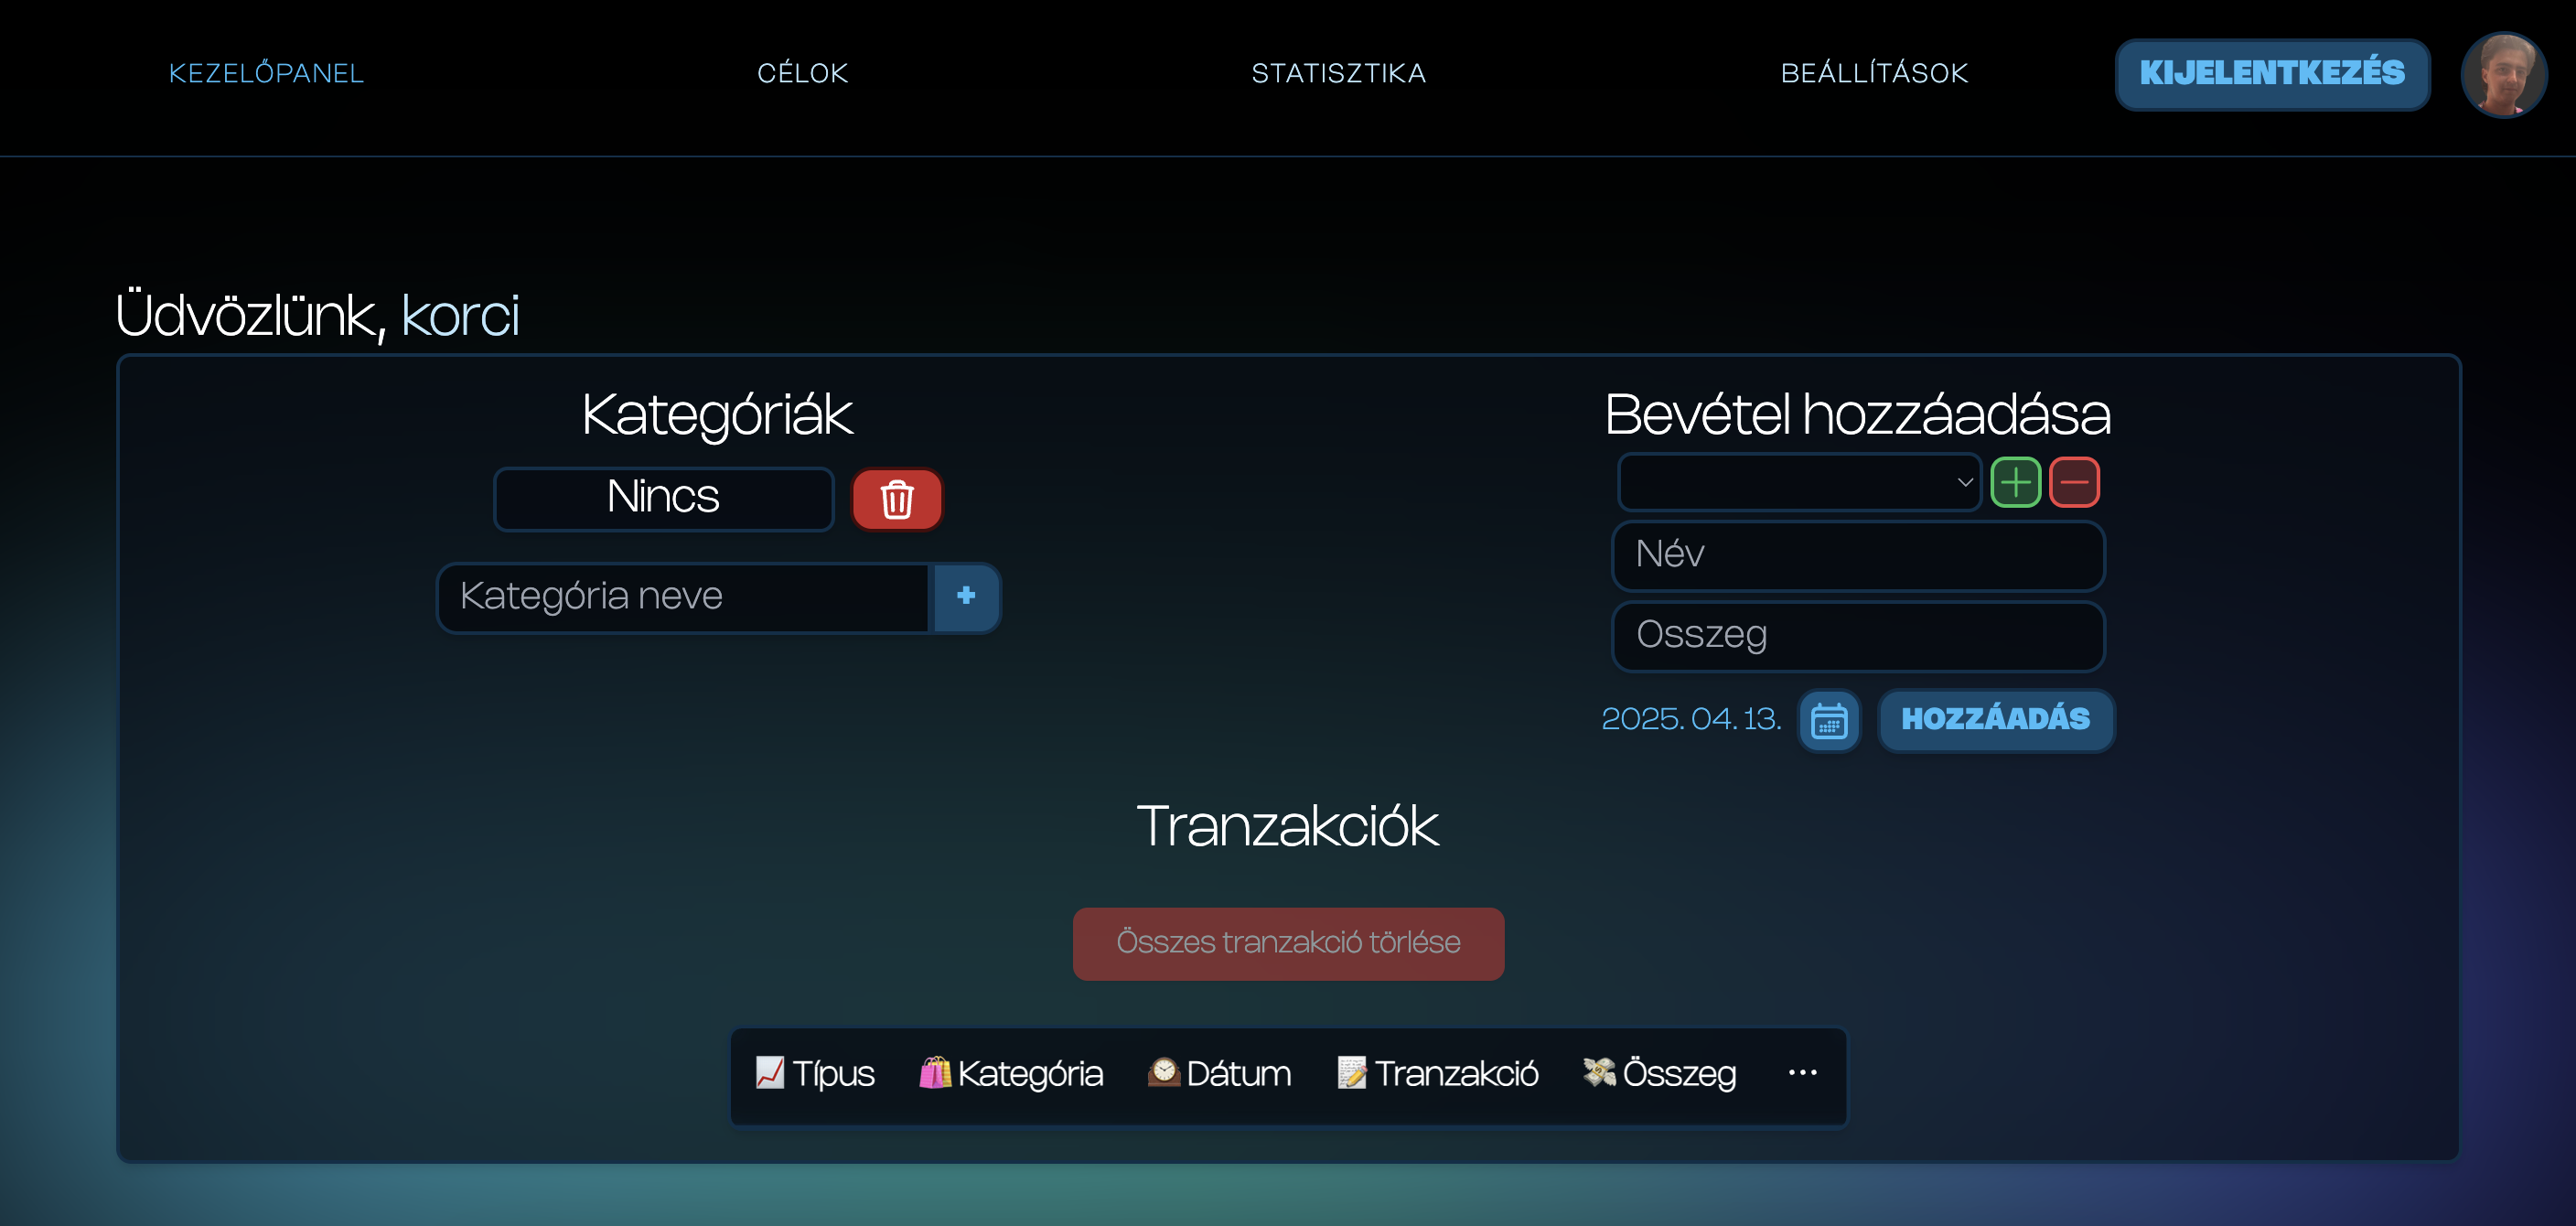 KEZELŐPANEL CÉLOK STATISZTIKA BEÁLLÍTÁSOK KIJELENTKEZÉS
Üdvözlünk, korci
Kategóriák
Nincs
Kategória neve +
Bevétel hozzáadása
Név
Összeg
2025. 04. 13. HOZZÁADÁS
Tranzakciók
Összes tranzakció törlése
Típus Kategória Dátum Tranzakció Összeg ...